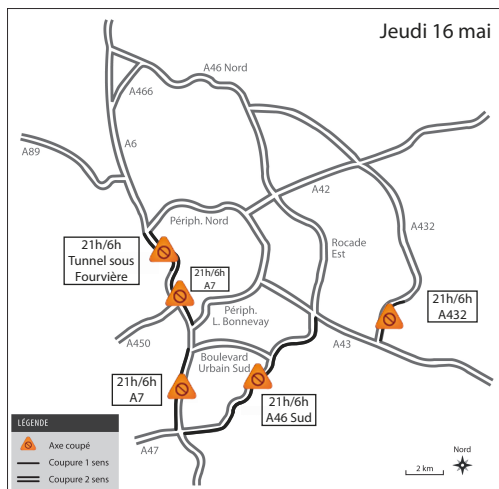 Jeudi 16 mai
A46 Nord
A466
A6
A89
A42
Périph. Nord
A432
21h/6h
Tunnel sous
Fourvière
Rocade
Est
21h/6h
A7
21h/6h
A432
Périph.
L. Bonnevay
A450
A43
Boulevard
Urbain Sud
21h/6h
A7
21h/6h
A46 Sud
A47
LÉGENDE
Axe coupé
Coupure 1 sens
Coupure 2 sens
Nord
2 km